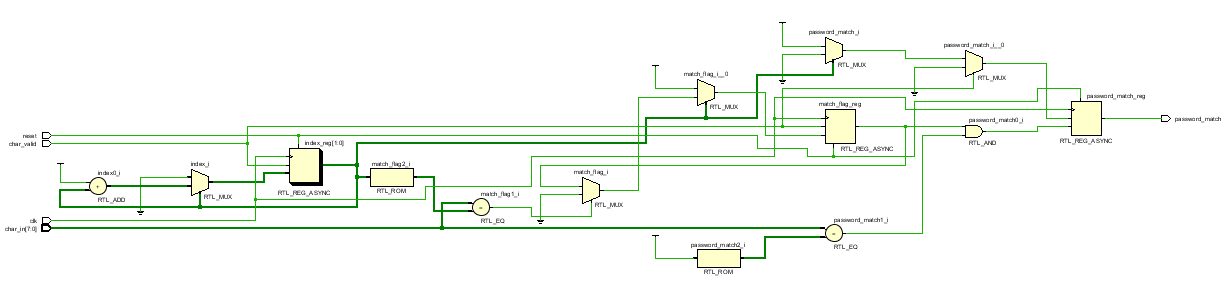 password_match_i
RTL_MUX
password_match_i__0
RTL_MUX
match_flag_i__0
RTL_MUX
match_flag_reg
RTL_REG_ASYNC
password_match_reg
RTL_REG_ASYNC
password_match
password_match0_i
RTL_AND
reset
char_valid
index_reg[1:0]
RTL_REG_ASYNC
index0_i
+
RTL_ADD
index_i
RTL_MUX
match_flag2_i
RTL_ROM
match_flag1_i
=
RTL_EQ
match_flag_i
RTL_MUX
clk
char_in[7:0]
password_match1_i
=
RTL_EQ
password_match2_i
RTL_ROM